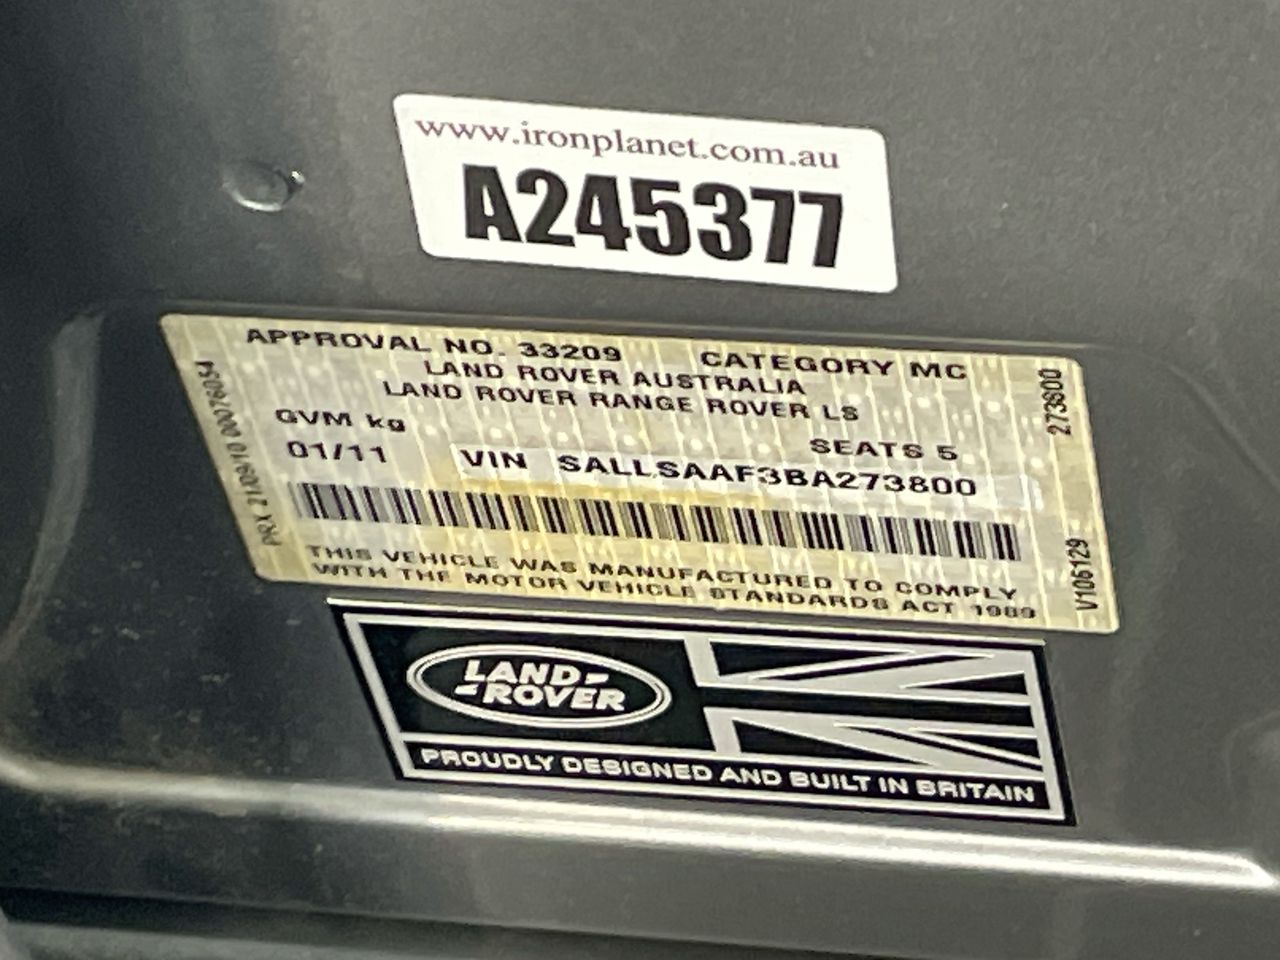 www.ironplanet.com.au
A245377
APPROVAL NO. 33209 CATEGORY MC
LAND ROVER AUSTRALIA
LAND ROVER RANGE ROVER LS
GVM kg SEATS 5
01/11 VIN SALLSAAF3BA273800
THIS VEHICLE WAS MANUFACTURED TO COMPLY
WITH THE MOTOR VEHICLE STANDARDS ACT 1989
273800
V106129
LAND
ROVER
PROUDLY DESIGNED AND BUILT IN BRITAIN